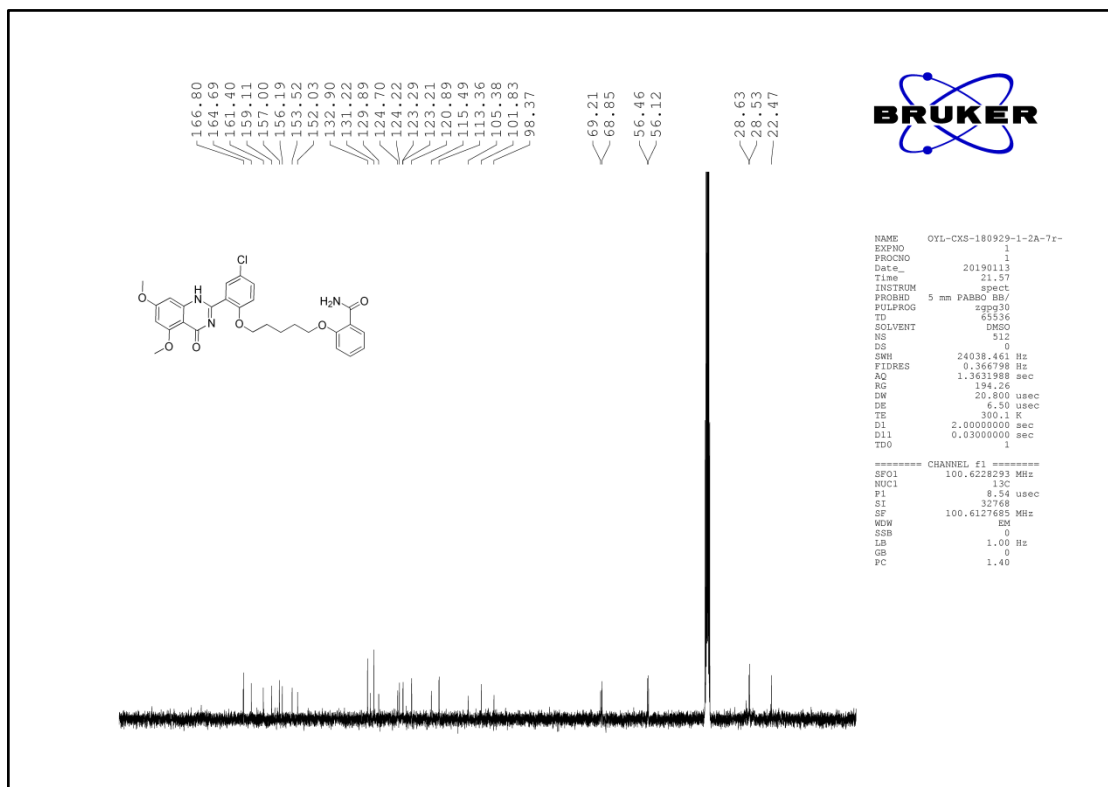 166.80
164.69
161.40
159.11
157.00
156.19
153.52
152.03
132.90
131.22
129.89
124.70
124.22
123.29
123.21
120.89
115.49
113.36
105.38
101.83
98.37
69.21
68.85
56.46
56.12
28.63
28.53
22.47
BRUKER
NAME OYL-CXS-180929-1-2A-7r-
EXPNO 1
PROCNO 1
Date_ 20190113
Time 21.57
INSTRUM spect
PROBHD 5 mm PABBO BB/
PULPROG zgpg30
TD 65536
SOLVENT DMSO
NS 512
DS 0
SWH 24038.461 Hz
FIDRES 0.366798 Hz
AQ 1.3631988 sec
RG 194.26
DW 20.800 usec
DE 6.50 usec
TE 300.1 K
D1 2.00000000 sec
D11 0.03000000 sec
TD0 1
======== CHANNEL f1 ========
SFO1 100.6228293 MHz
NUC1 13C
P1 8.54 usec
SI 32768
SF 100.6127685 MHz
WDW EM
SSB 0
LB 1.00 Hz
GB 0
PC 1.40
Cl
H
N
H₂N
O
O
N
O
O
O
O